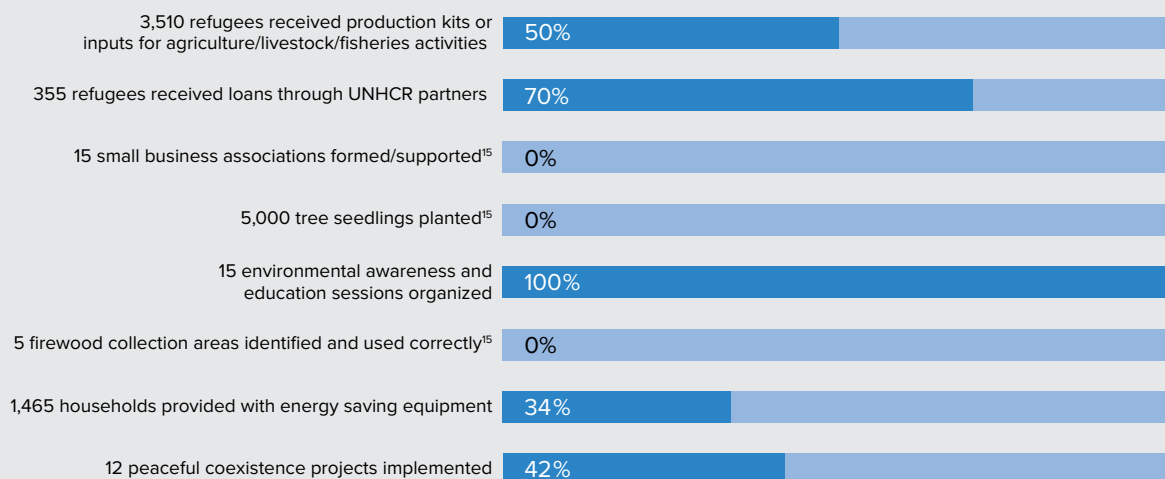 3,510 refugees received production kits or
inputs for agriculture/livestock/fisheries activities
50%
355 refugees received loans through UNHCR partners
70%
15 small business associations formed/supported¹⁵
0%
5,000 tree seedlings planted¹⁵
0%
15 environmental awareness and
education sessions organized
100%
5 firewood collection areas identified and used correctly¹⁵
0%
1,465 households provided with energy saving equipment
34%
12 peaceful coexistence projects implemented
42%